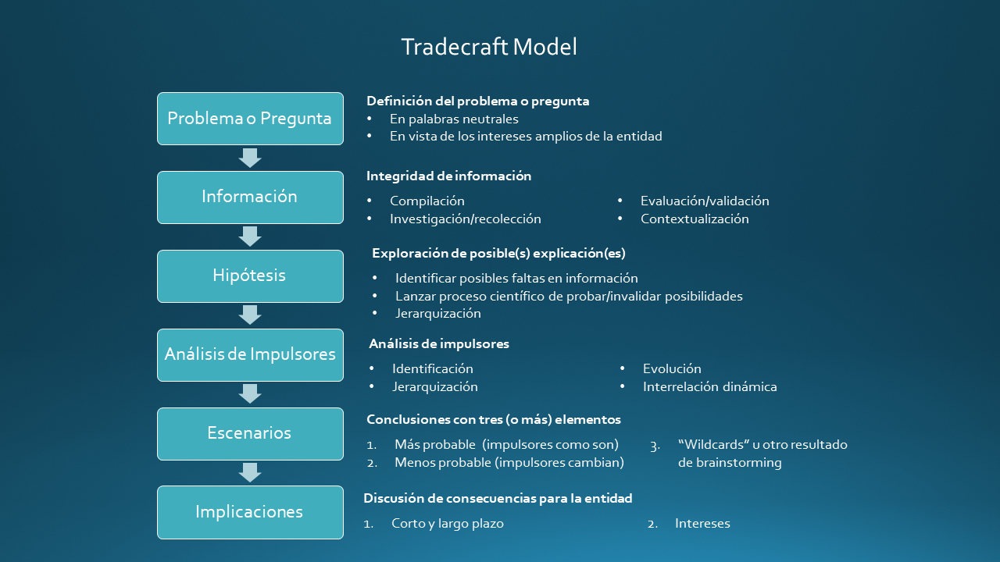 Tradecraft Model
Problema o Pregunta
Definición del problema o pregunta
• En palabras neutrales
• En vista de los intereses amplios de la entidad
Información
Integridad de información
• Compilación
• Investigación/recolección
• Evaluación/validación
• Contextualización
Hipótesis
Exploración de posible(s) explicación(es)
• Identificar posibles faltas en información
• Lanzar proceso científico de probar/invalidar posibilidades
• Jerarquización
Análisis de Impulsores
Análisis de impulsores
• Identificación
• Jerarquización
• Evolución
• Interrelación dinámica
Escenarios
Conclusiones con tres (o más) elementos
1. Más probable (impulsores como son)
2. Menos probable (impulsores cambian)
3. “Wildcards” u otro resultado
de brainstorming
Implicaciones
Discusión de consecuencias para la entidad
1. Corto y largo plazo
2. Intereses